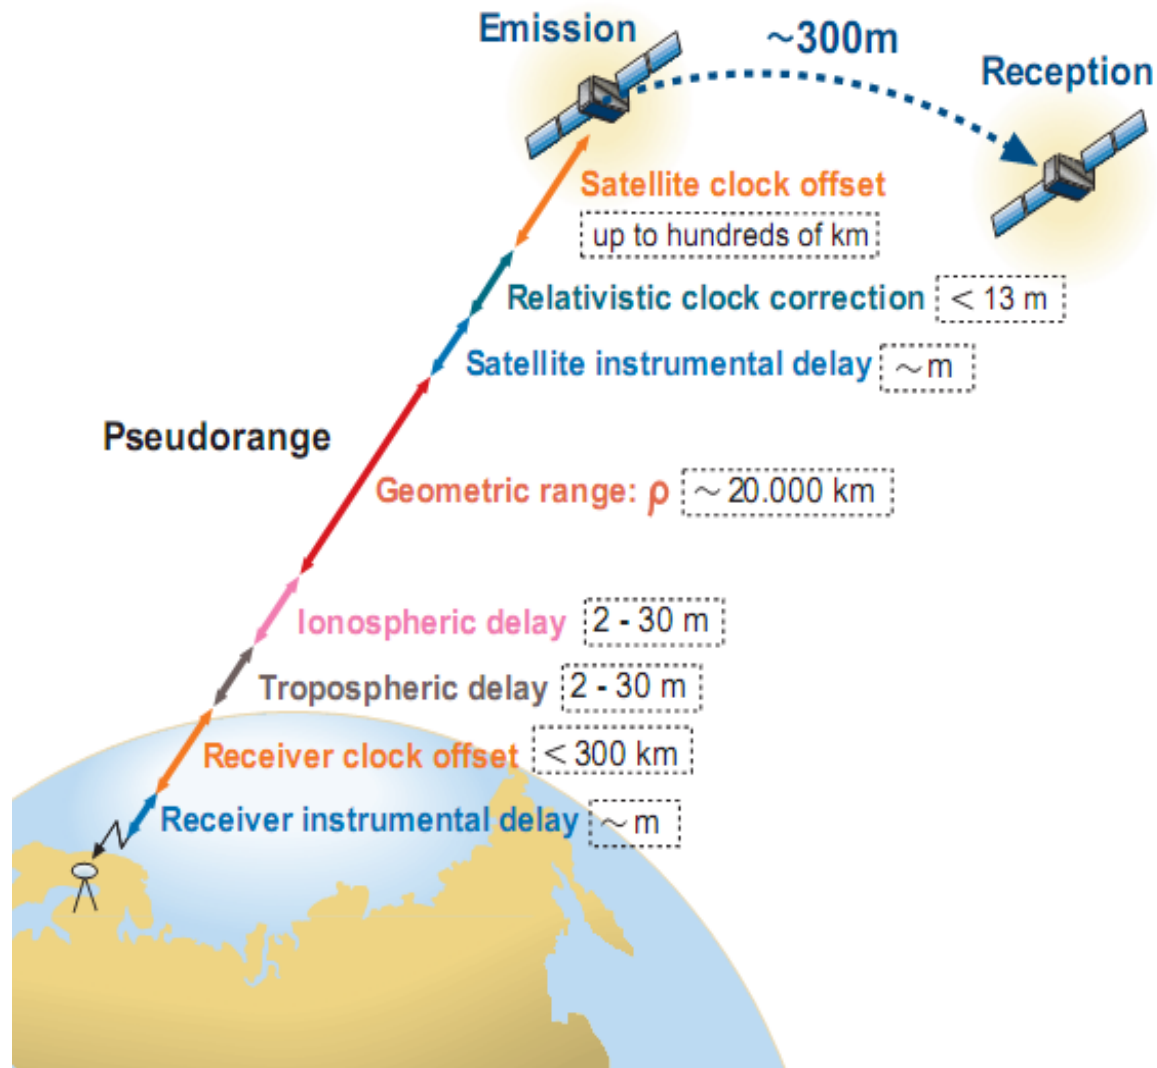 Emission
~300m
Reception
Satellite clock offset
up to hundreds of km
Relativistic clock correction < 13 m
Satellite instrumental delay ~ m
Pseudorange
Geometric range: ρ ~ 20.000 km
Ionospheric delay 2 - 30 m
Tropospheric delay 2 - 30 m
Receiver clock offset < 300 km
Receiver instrumental delay ~ m